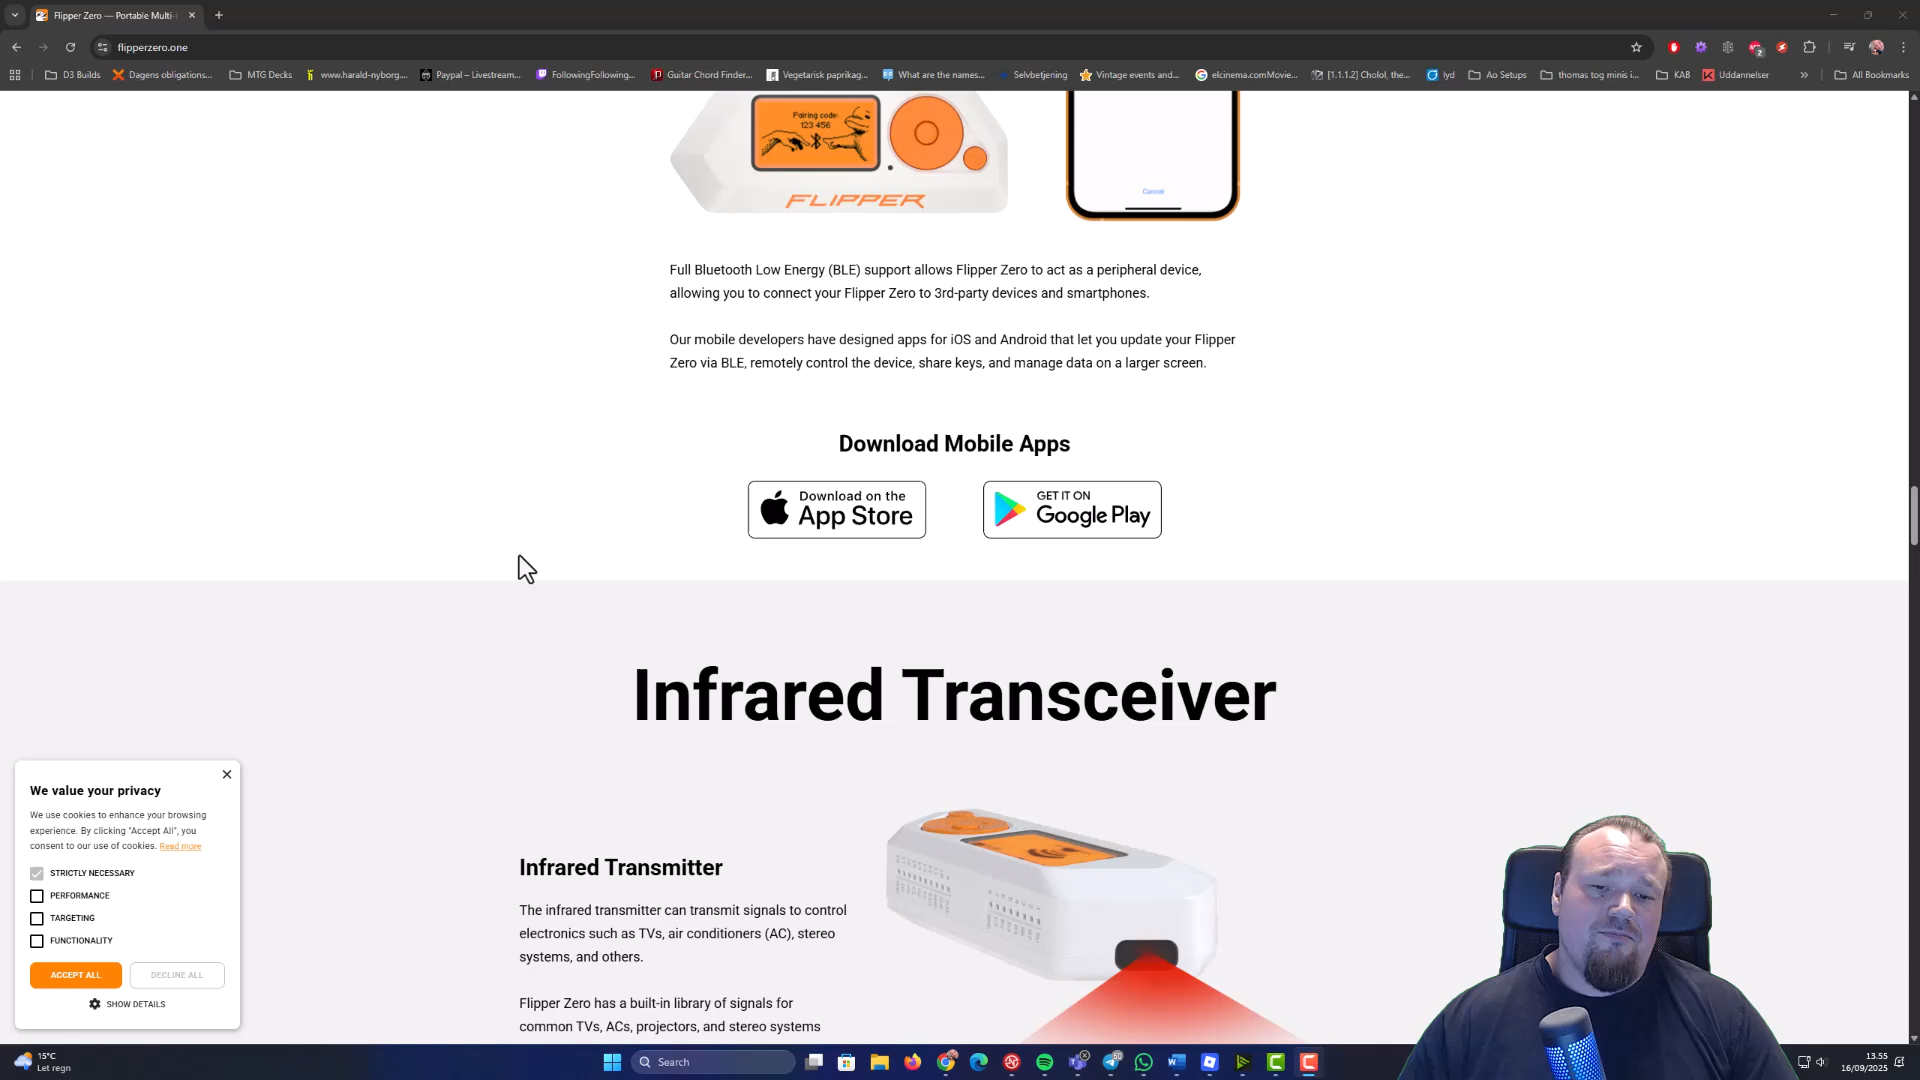 Flipper Zero — Portable Multi-
flipperzero.one
D3 Builds
Dagens obligations...
MTG Decks
www.harald-nyborg....
Paypal – Livestream...
FollowingFollowing...
Guitar Chord Finder...
Vegetarisk paprikag...
What are the names...
Selvbetjening
Vintage events and...
elcinema.comMovie...
[1.1.1.2] Cholol, the...
lyd
Ao Setups
thomas tog minis i...
KAB
Uddannelser
All Bookmarks
Pairing code:
123 456
FLIPPER
Cancel
Full Bluetooth Low Energy (BLE) support allows Flipper Zero to act as a peripheral device,
allowing you to connect your Flipper Zero to 3rd-party devices and smartphones.
Our mobile developers have designed apps for iOS and Android that let you update your Flipper
Zero via BLE, remotely control the device, share keys, and manage data on a larger screen.
Download Mobile Apps
Download on the
App Store
GET IT ON
Google Play
Infrared Transceiver
Infrared Transmitter
The infrared transmitter can transmit signals to control
electronics such as TVs, air conditioners (AC), stereo
systems, and others.
Flipper Zero has a built-in library of signals for
common TVs, ACs, projectors, and stereo systems
We value your privacy
We use cookies to enhance your browsing
experience. By clicking "Accept All", you
consent to our use of cookies. Read more
STRICTLY NECESSARY
PERFORMANCE
TARGETING
FUNCTIONALITY
ACCEPT ALL
DECLINE ALL
SHOW DETAILS
15°C
Let regn
Search
13.55
16/09/2025